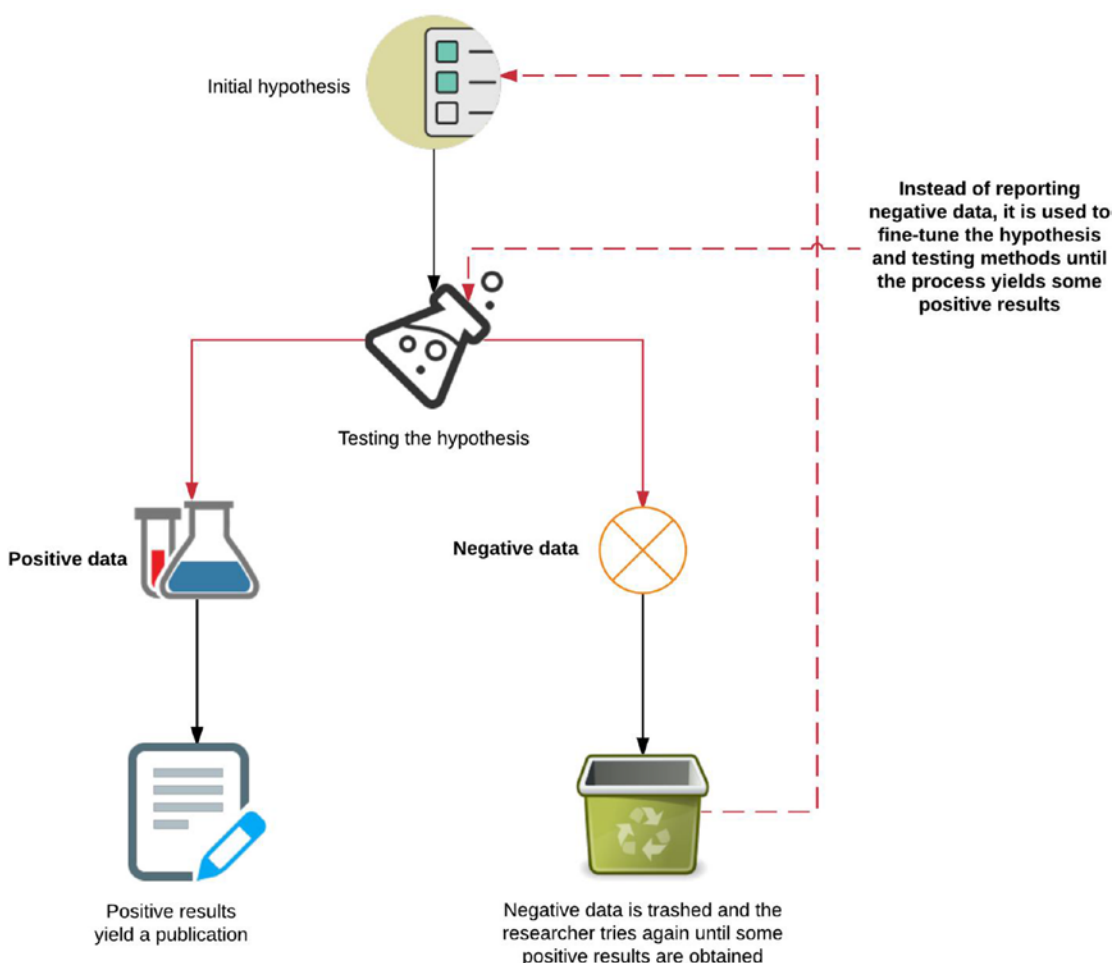 Initial hypothesis
Instead of reporting
negative data, it is used to
fine-tune the hypothesis
and testing methods until
the process yields some
positive results
Testing the hypothesis
Positive data
Negative data
Positive results
yield a publication
Negative data is trashed and the
researcher tries again until some
positive results are obtained